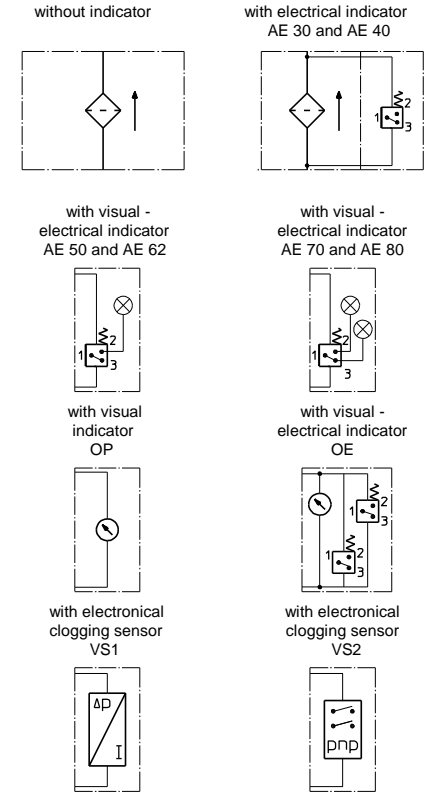 without indicator
with electrical indicator
AE 30 and AE 40
1
2
3
with visual -
electrical indicator
AE 50 and AE 62
1
2
3
with visual -
electrical indicator
AE 70 and AE 80
1
2
3
with visual
indicator
OP
with visual -
electrical indicator
OE
1
2
3
1
2
3
with electronical
clogging sensor
VS1
Δp
I
with electronical
clogging sensor
VS2
pnp